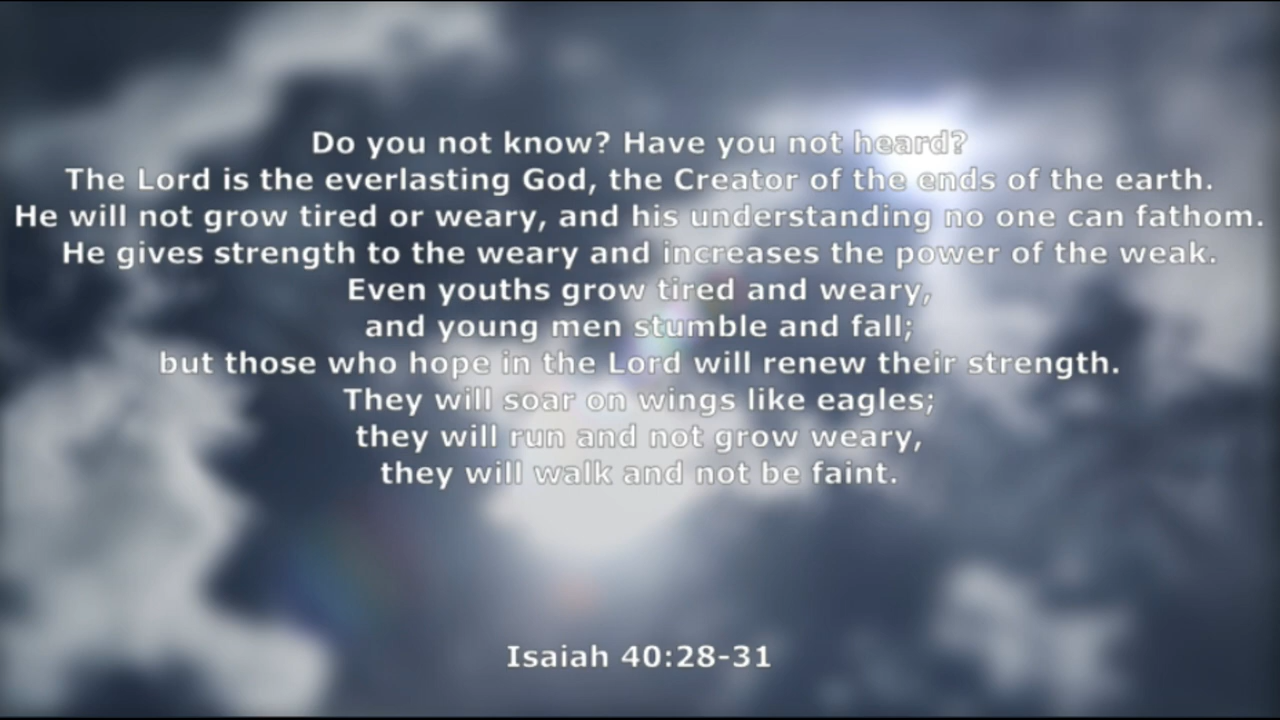 Do you not know? Have you not heard?
The Lord is the everlasting God, the Creator of the ends of the earth.
He will not grow tired or weary, and his understanding no one can fathom.
He gives strength to the weary and increases the power of the weak.
Even youths grow tired and weary,
and young men stumble and fall;
but those who hope in the Lord will renew their strength.
They will soar on wings like eagles;
they will run and not grow weary,
they will walk and not be faint.
Isaiah 40:28-31